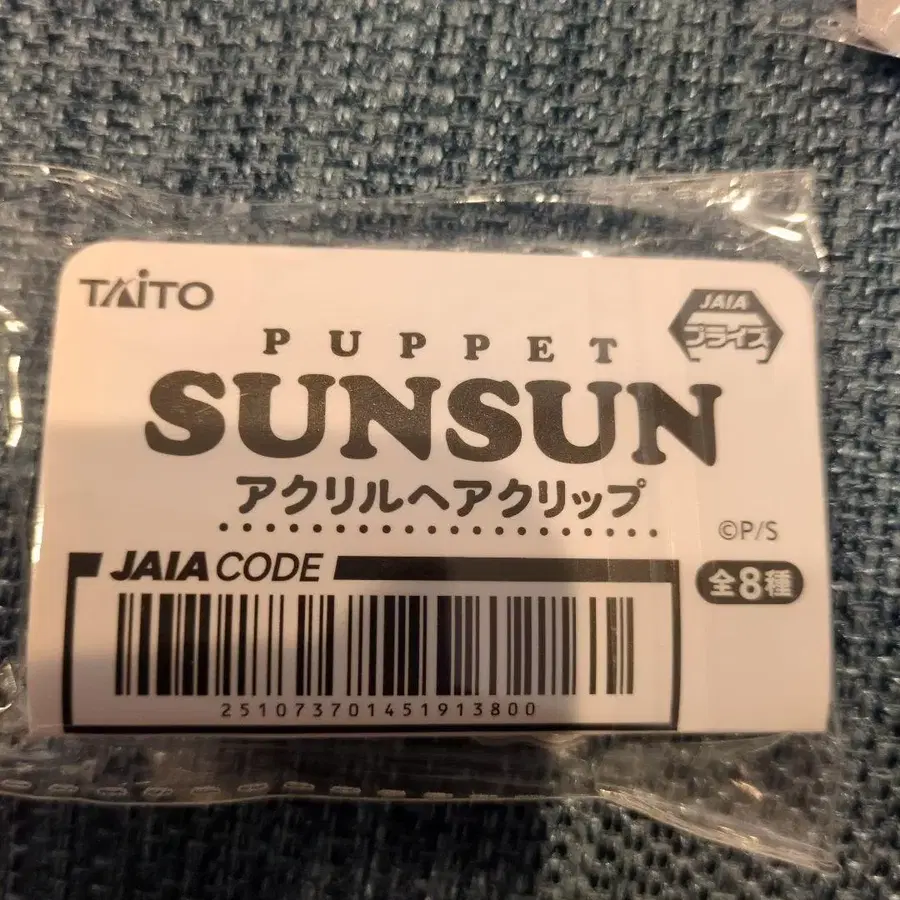 TAITO
JAIA
プライズ
PUPPET
SUNSUN
アクリルヘアクリップ
©P/S
JAIA CODE
全8種
251073701451913800